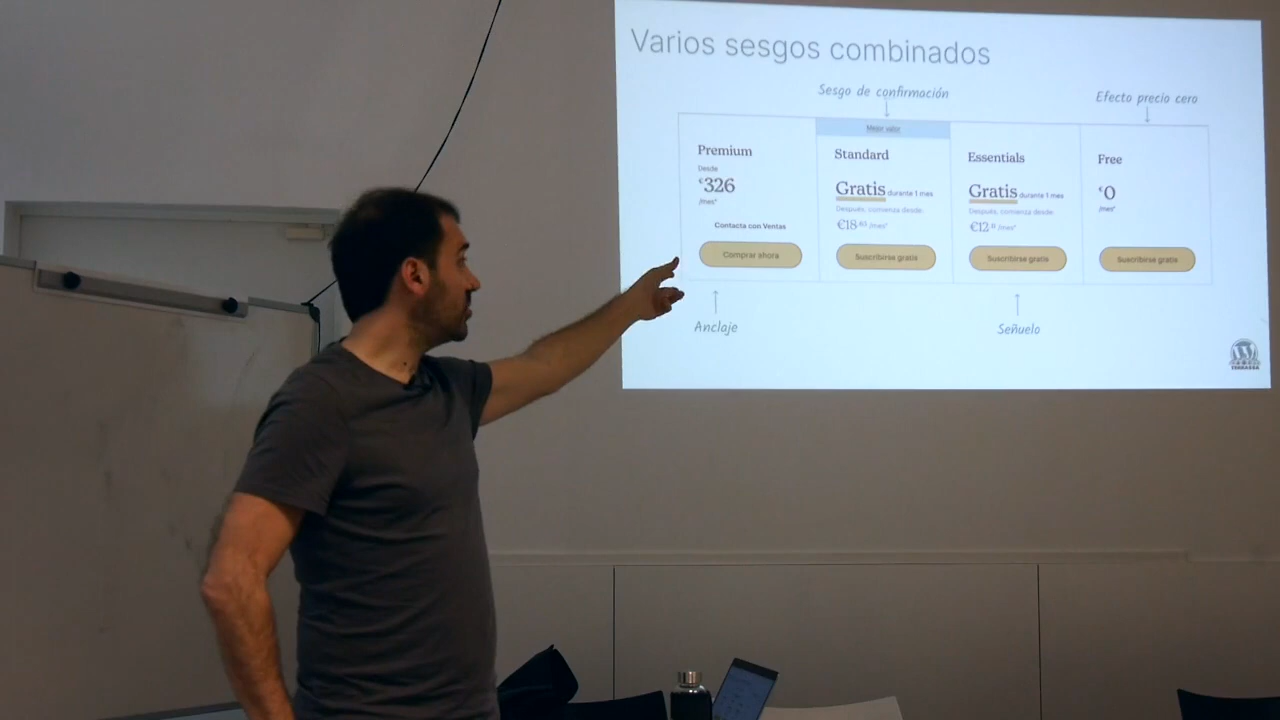 Varios sesgos combinados
Sesgo de confirmación
Efecto precio cero
Mejor valor
Premium
Desde
€326
/mes*
Contacta con Ventas
Comprar ahora
Standard
Gratis durante 1 mes
Después, comienza desde:
€18.63 /mes*
Suscribirse gratis
Essentials
Gratis durante 1 mes
Después, comienza desde:
Suscribirse gratis
Free
€0
/mes*
Suscribirse gratis
Anclaje
Señuelo
TERRASSA